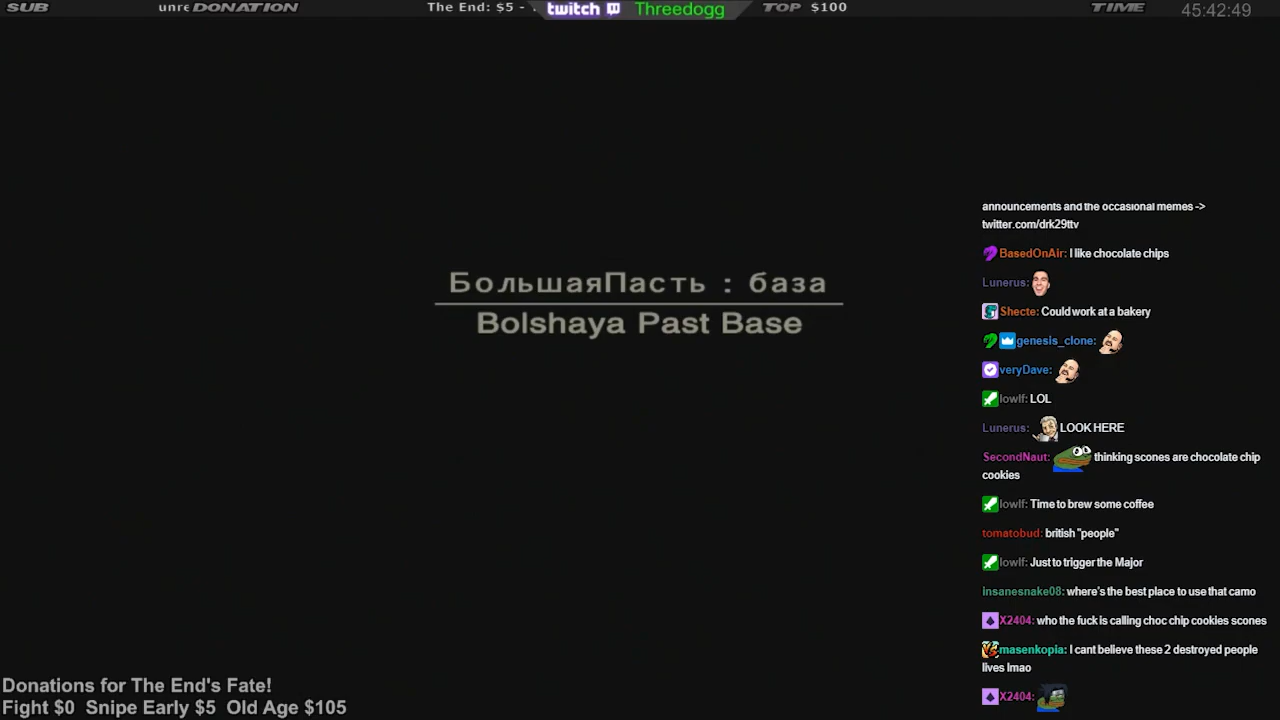 SUB unre DONATION The End: $5 - twitch Threedogg TOP $100 TIME 45:42:49
БольшаяПасть : база
Bolshaya Past Base
announcements and the occasional memes ->
twitter.com/drk29ttv
BasedOnAir: I like chocolate chips
Lunerus:
Shecte: Could work at a bakery
genesis_clone:
veryDave:
lowlf: LOL
Lunerus: LOOK HERE
SecondNaut: thinking scones are chocolate chip
cookies
lowlf: Time to brew some coffee
tomatobud: british "people"
lowlf: Just to trigger the Major
insanesnake08: where's the best place to use that camo
X2404: who the fuck is calling choc chip cookies scones
masenkopia: I cant believe these 2 destroyed people
lives lmao
X2404:
Donations for The End's Fate!
Fight $0 Snipe Early $5 Old Age $105